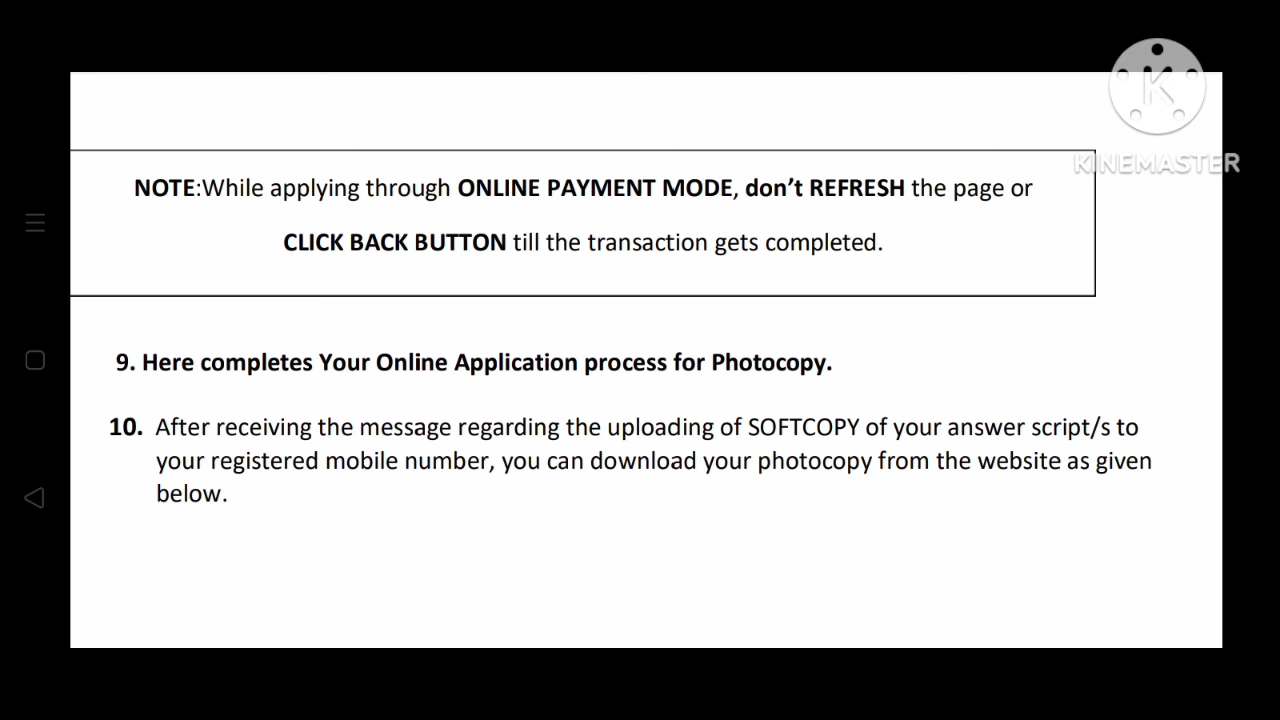 K
KINEMASTER
NOTE:While applying through ONLINE PAYMENT MODE, don’t REFRESH the page or
CLICK BACK BUTTON till the transaction gets completed.
9. Here completes Your Online Application process for Photocopy.
10. After receiving the message regarding the uploading of SOFTCOPY of your answer script/s to
your registered mobile number, you can download your photocopy from the website as given
below.